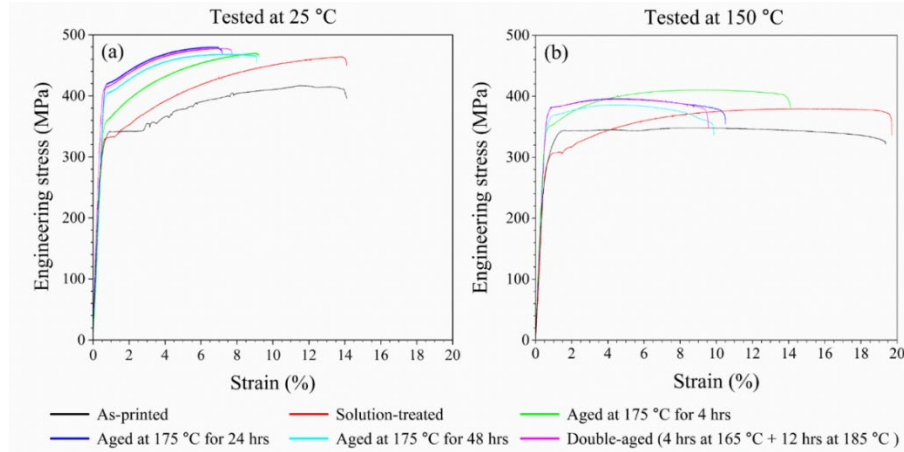 Tested at 25 °C
Tested at 150 °C
(a)
(b)
Engineering stress (MPa)
500
400
300
200
100
0
0 2 4 6 8 10 12 14 16 18 20
Strain (%)
Engineering stress (MPa)
500
400
300
200
100
0
0 2 4 6 8 10 12 14 16 18 20
Strain (%)
As-printed
Solution-treated
Aged at 175 °C for 4 hrs
Aged at 175 °C for 24 hrs
Aged at 175 °C for 48 hrs
Double-aged (4 hrs at 165 °C + 12 hrs at 185 °C )